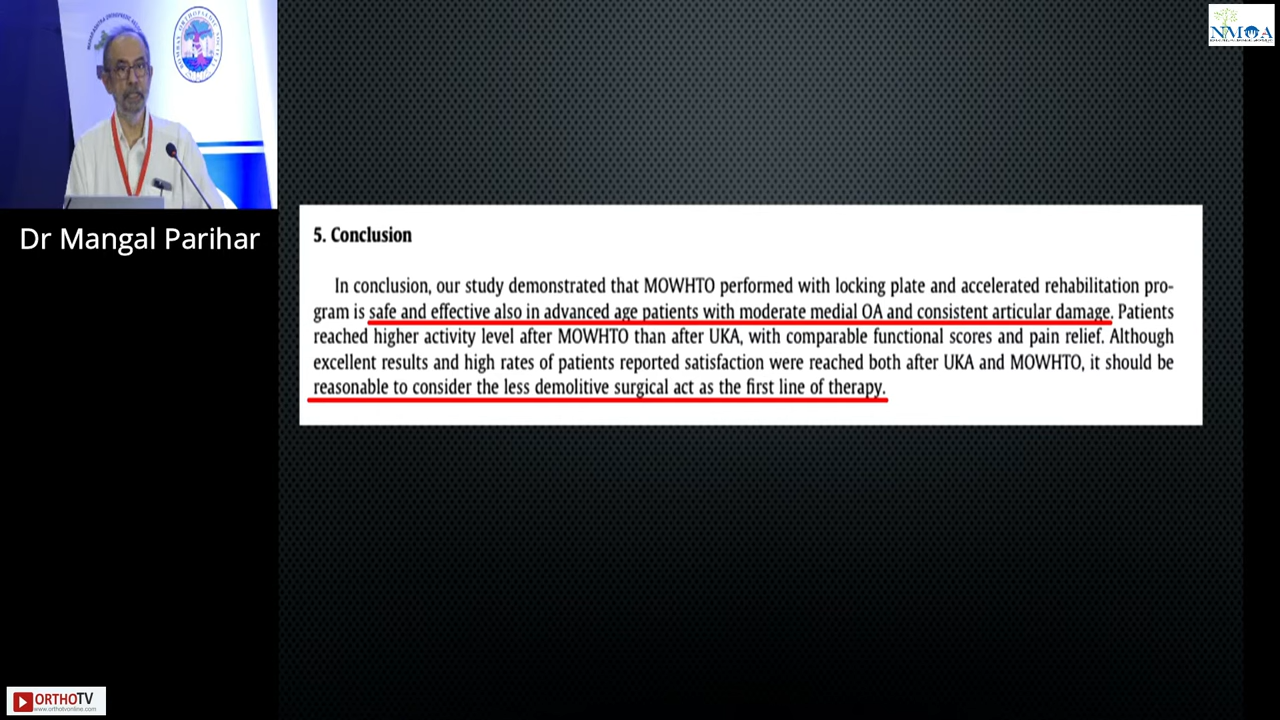 NMOA
Dr Mangal Parihar
5. Conclusion
In conclusion, our study demonstrated that MOWHTO performed with locking plate and accelerated rehabilitation pro-
gram is safe and effective also in advanced age patients with moderate medial OA and consistent articular damage. Patients
reached higher activity level after MOWHTO than after UKA, with comparable functional scores and pain relief. Although
excellent results and high rates of patients reported satisfaction were reached both after UKA and MOWHTO, it should be
reasonable to consider the less demolitive surgical act as the first line of therapy.
ORTHOTV
www.orthotvonline.com